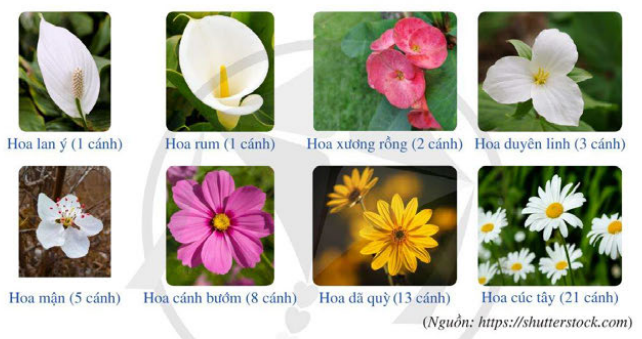 Hoa lan ý (1 cánh) Hoa rum (1 cánh) Hoa xương rồng (2 cánh) Hoa duyên linh (3 cánh)
Hoa mận (5 cánh) Hoa cánh bướm (8 cánh) Hoa dã quỳ (13 cánh) Hoa cúc tây (21 cánh)
(Nguồn: https://shutterstock.com)